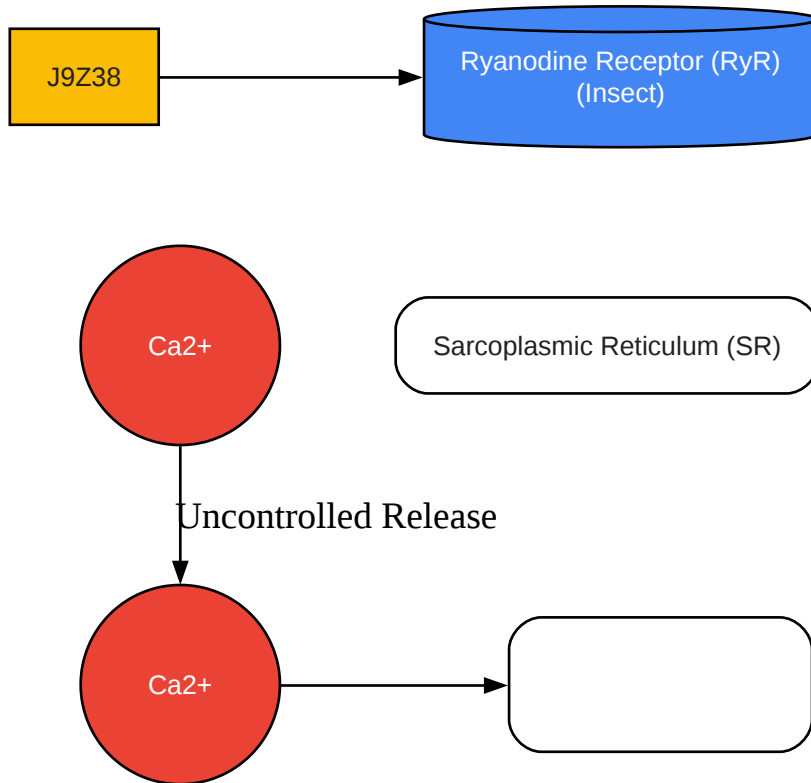 J9Z38
Ryanodine Receptor (RyR)
(Insect)
Ca2+
Sarcoplasmic Reticulum (SR)
Uncontrolled Release
Ca2+